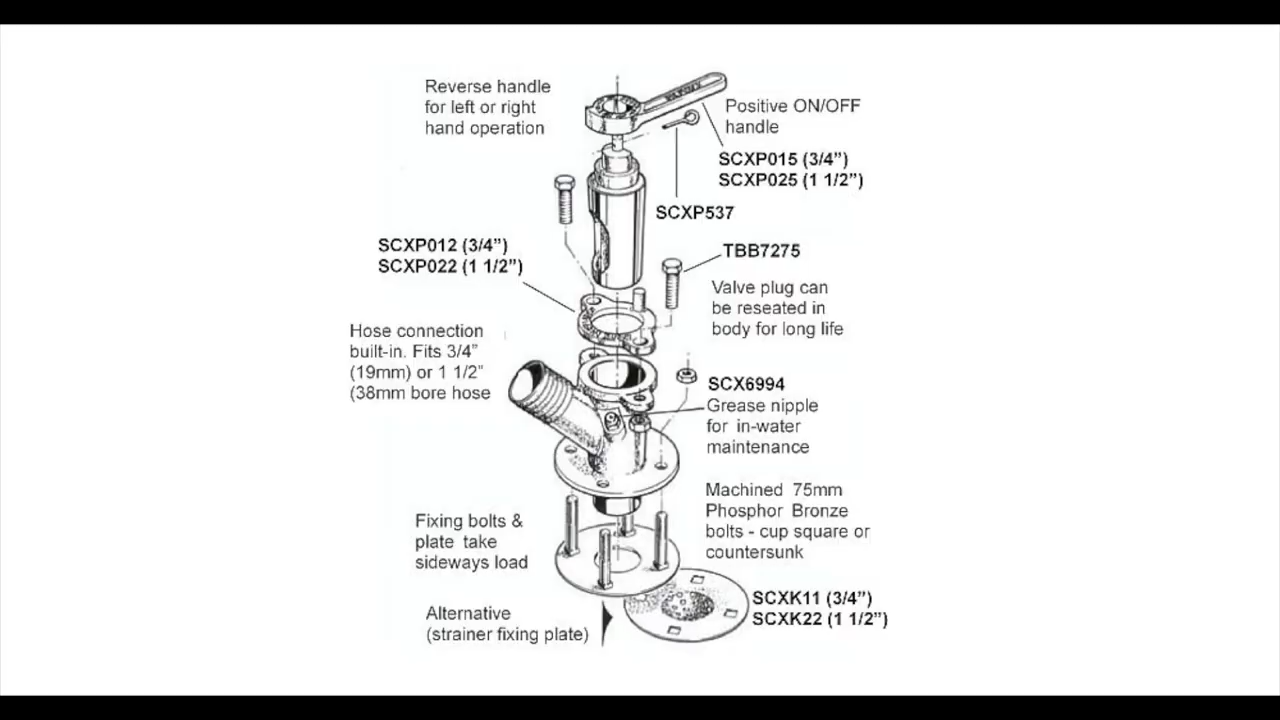 Reverse handle
for left or right
hand operation
Positive ON/OFF
handle
SCXP015 (3/4”)
SCXP025 (1 1/2”)
SCXP537
SCXP012 (3/4”)
SCXP022 (1 1/2”)
TBB7275
Valve plug can
be reseated in
body for long life
Hose connection
built-in. Fits 3/4”
(19mm) or 1 1/2”
(38mm bore hose
SCX6994
Grease nipple
for in-water
maintenance
Machined 75mm
Phosphor Bronze
bolts - cup square or
countersunk
Fixing bolts &
plate take
sideways load
SCXK11 (3/4”)
SCXK22 (1 1/2”)
Alternative
(strainer fixing plate)